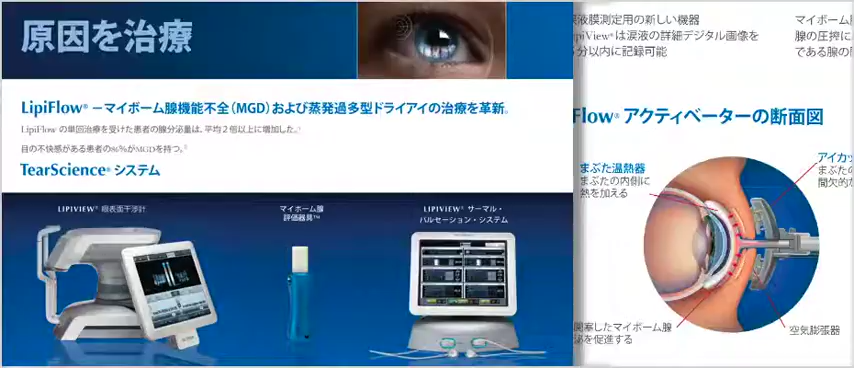 原因を治療
LipiFlow® －マイボーム腺機能不全（MGD）および蒸発過多型ドライアイの治療を革新。
LipiFlow の単回治療を受けた患者の腺分泌量は、平均2倍以上に増加した。
目の不快感がある患者の86%がMGDを持つ。
TearScience® システム
LIPIVIEW® 眼表面干渉計
マイボーム腺
評価器具™
LIPIVIEW® サーマル・
パルセーション・システム
涙液膜測定用の新しい機器
LipiView® は涙液の詳細デジタル画像を
分以内に記録可能
マイボーム
腺の圧搾に
である腺の
Flow® アクティベーターの断面図
まぶた温熱器
まぶたの内側に
熱を加える
アイカッ
まぶたの
間欠的な
閉塞したマイボーム腺
泌を促進する
空気膨張器